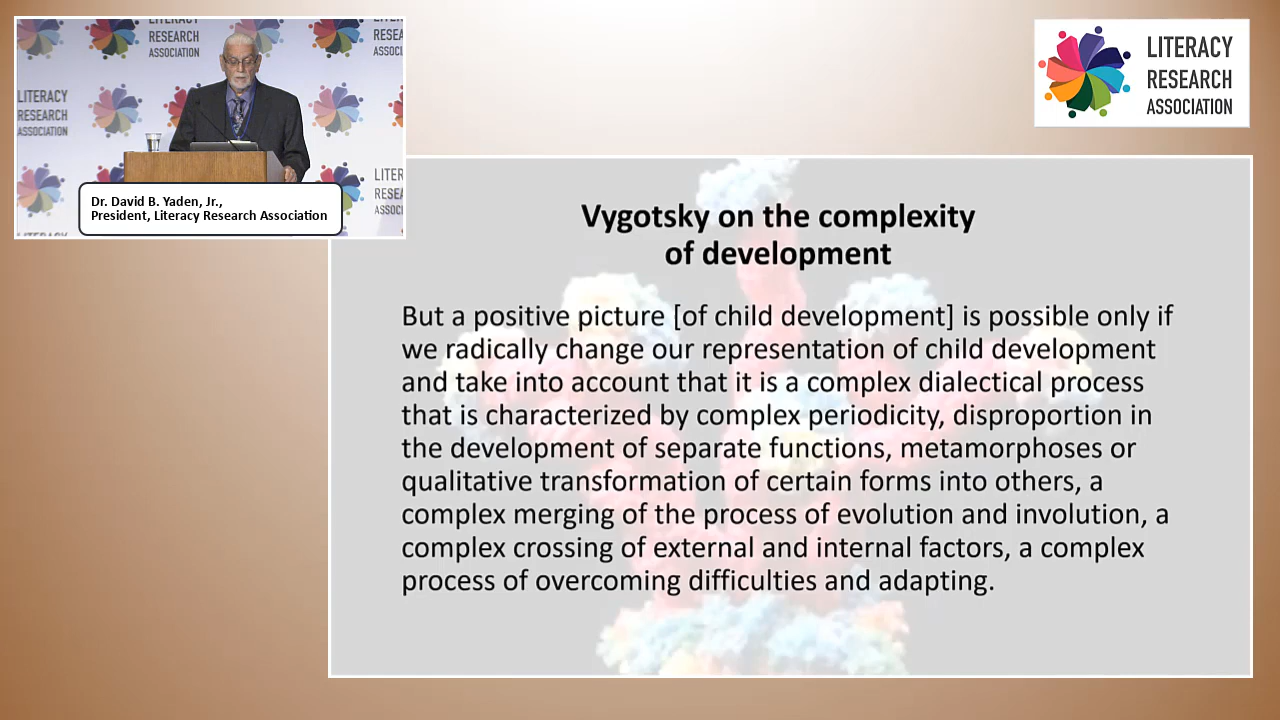 LITERACY
RESEARCH
ASSOCIATION
LITERACY
RESEARCH
ASSOCIATION
LITERACY
RESEARCH
ASSOCIATION
Dr. David B. Yaden, Jr.,
President, Literacy Research Association
Vygotsky on the complexity
of development
But a positive picture [of child development] is possible only if
we radically change our representation of child development
and take into account that it is a complex dialectical process
that is characterized by complex periodicity, disproportion in
the development of separate functions, metamorphoses or
qualitative transformation of certain forms into others, a
complex merging of the process of evolution and involution, a
complex crossing of external and internal factors, a complex
process of overcoming difficulties and adapting.